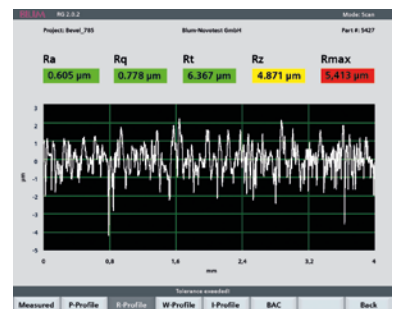 BLUM RG 2.0.2 Mode: Scan
Project: Bevel_785 Blum-Novotest GmbH Part #: 5427
Ra Rq Rt Rz Rmax
0.605 µm 0.778 µm 6.367 µm 4.871 µm 5,413 µm
3
2
1
0
-1
-2
-3
-4
-5
µm
0 0,8 1,6 2,4 3,2 4
mm
Tolerance exceeded!
Measured P-Profile R-Profile W-Profile I-Profile BAC Back